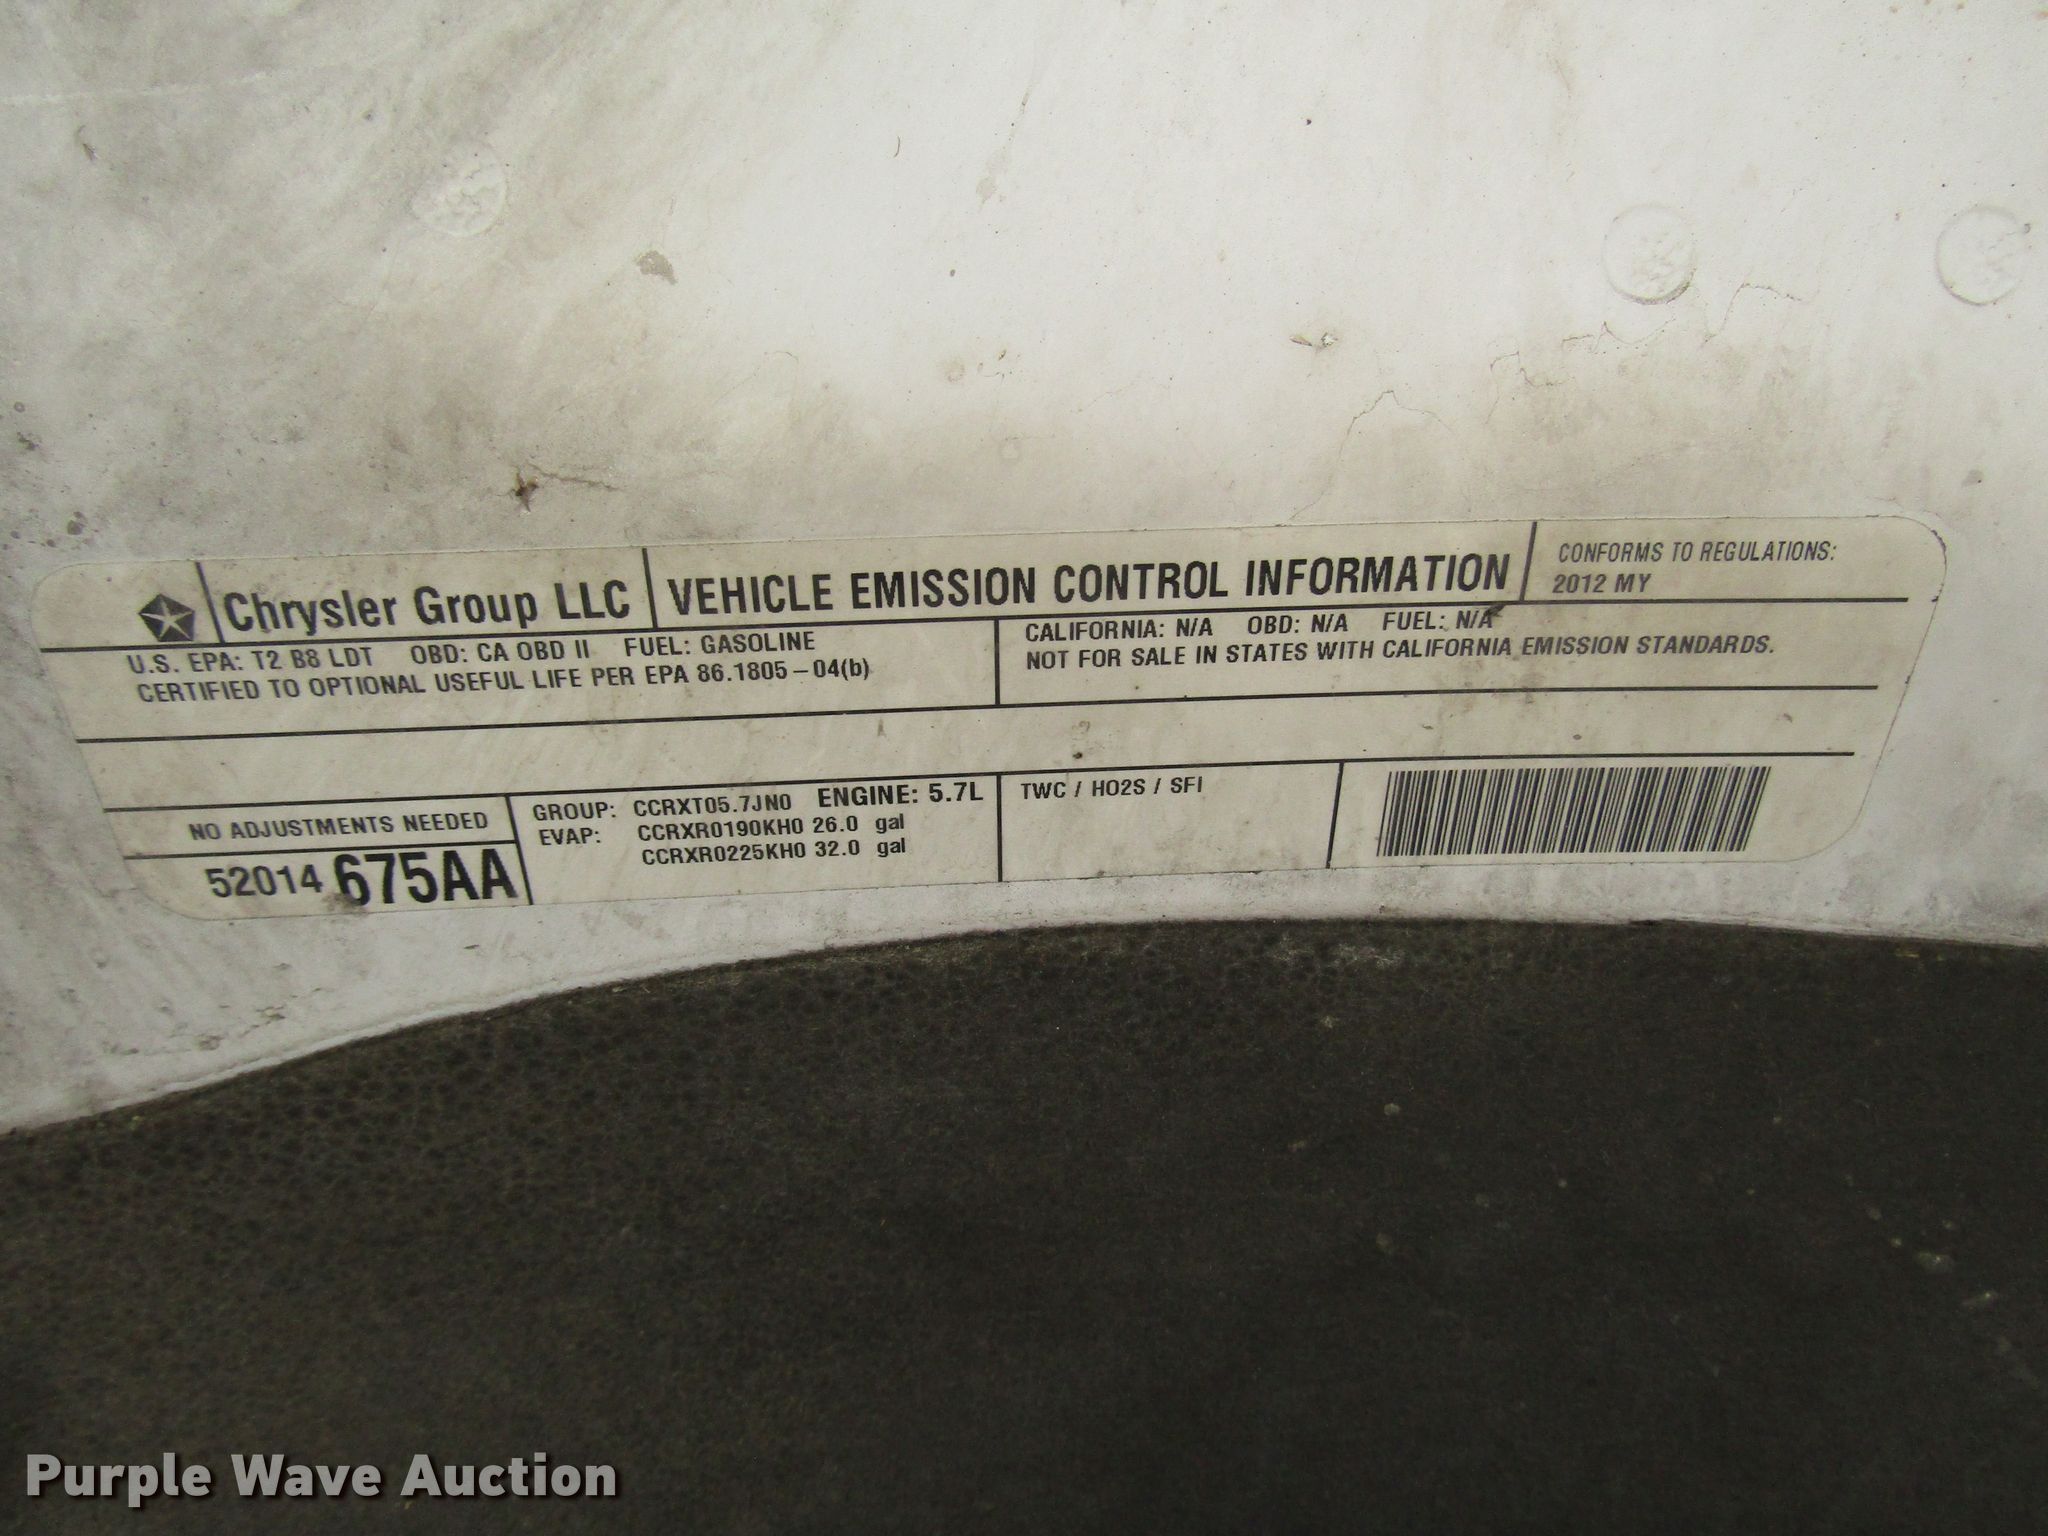 Chrysler Group LLC
VEHICLE EMISSION CONTROL INFORMATION
CONFORMS TO REGULATIONS:
2012 MY
U.S. EPA: T2 B8 LDT OBD: CA OBD II FUEL: GASOLINE
CERTIFIED TO OPTIONAL USEFUL LIFE PER EPA 86.1805-04(b)
CALIFORNIA: N/A OBD: N/A FUEL: N/A
NOT FOR SALE IN STATES WITH CALIFORNIA EMISSION STANDARDS.
NO ADJUSTMENTS NEEDED
52014 675AA
GROUP: CCRXT05.7JN0 ENGINE: 5.7L
EVAP: CCRXR0190KH0 26.0 gal
CCRXR0225KH0 32.0 gal
TWC / HO2S / SFI
Purple Wave Auction